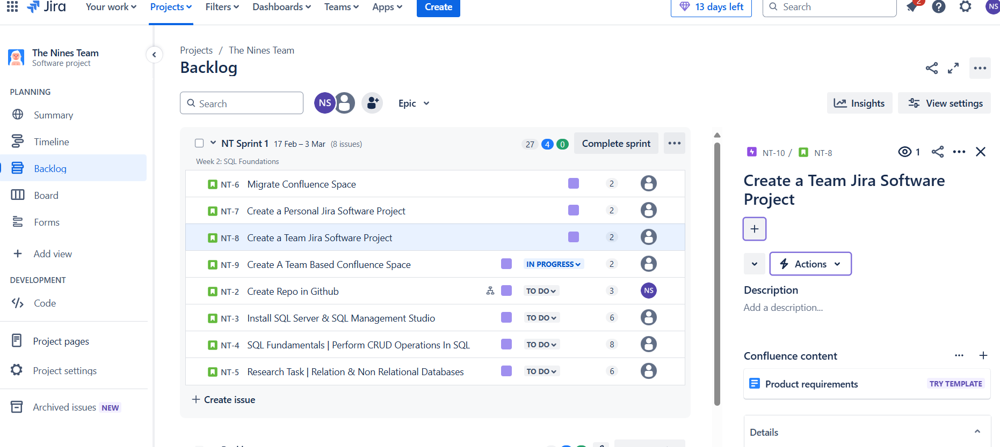 Jira
Your work
Projects
Filters
Dashboards
Teams
Apps
Create
13 days left
Search
2
NS
The Nines Team
Software project
PLANNING
Summary
Timeline
Backlog
Board
Forms
Add view
DEVELOPMENT
Code
Project pages
Project settings
Archived issues NEW
Projects / The Nines Team
Backlog
Search
NS
Epic
Insights
View settings
NT Sprint 1 17 Feb – 3 Mar (8 issues)
27 4 0
Complete sprint
Week 2: SQL Foundations
NT-6 Migrate Confluence Space 2
NT-7 Create a Personal Jira Software Project 2
NT-8 Create a Team Jira Software Project 2
NT-9 Create A Team Based Confluence Space IN PROGRESS 2
NT-2 Create Repo in Github TO DO 3 NS
NT-3 Install SQL Server & SQL Management Studio TO DO 6
NT-4 SQL Fundamentals | Perform CRUD Operations In SQL TO DO 8
NT-5 Research Task | Relation & Non Relational Databases TO DO 6
Create issue
NT-10 / NT-8
1
Create a Team Jira Software
Project
Actions
Description
Add a description...
Confluence content
Product requirements TRY TEMPLATE
Details